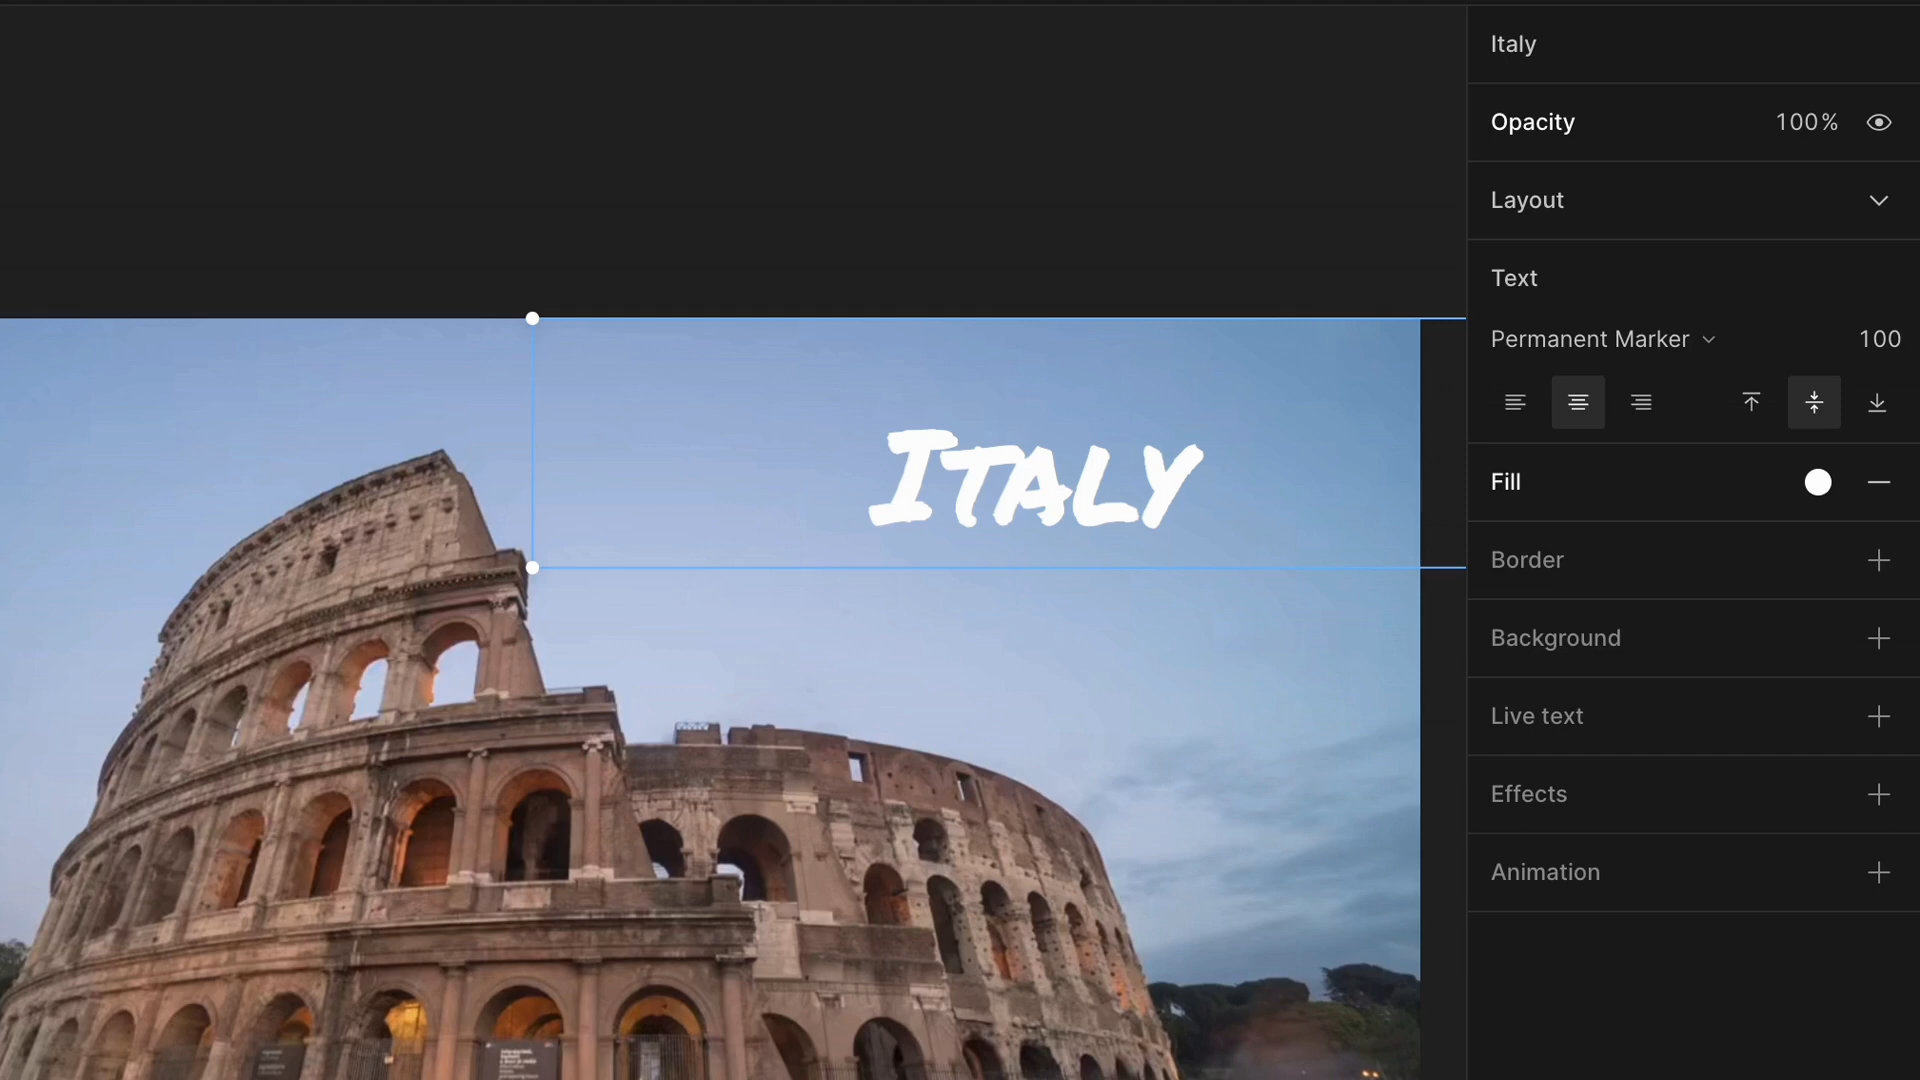 Italy
Opacity 100%
Layout
Text
Permanent Marker 100
ITALY
Fill
Border
Background
Live text
Effects
Animation